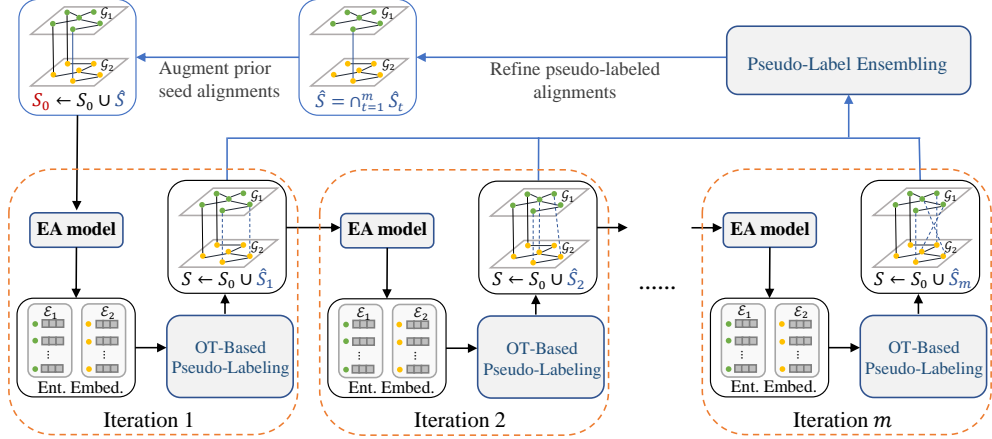 𝒢₁
𝒢₂
S₀ ← S₀ ∪ Ŝ
Augment prior
seed alignments
𝒢₁
𝒢₂
Ŝ = ∩ₜ₌₁ᵐ Ŝₜ
Refine pseudo-labeled
alignments
Pseudo-Label Ensembling
EA model
𝒢₁
𝒢₂
S ← S₀ ∪ Ŝ₁
ℰ₁ ℰ₂
⋮ ⋮
Ent. Embed.
OT-Based
Pseudo-Labeling
Iteration 1
EA model
𝒢₁
𝒢₂
S ← S₀ ∪ Ŝ₂
ℰ₁ ℰ₂
⋮ ⋮
Ent. Embed.
OT-Based
Pseudo-Labeling
Iteration 2
......
EA model
𝒢₁
𝒢₂
S ← S₀ ∪ Ŝₘ
ℰ₁ ℰ₂
⋮ ⋮
Ent. Embed.
OT-Based
Pseudo-Labeling
Iteration m